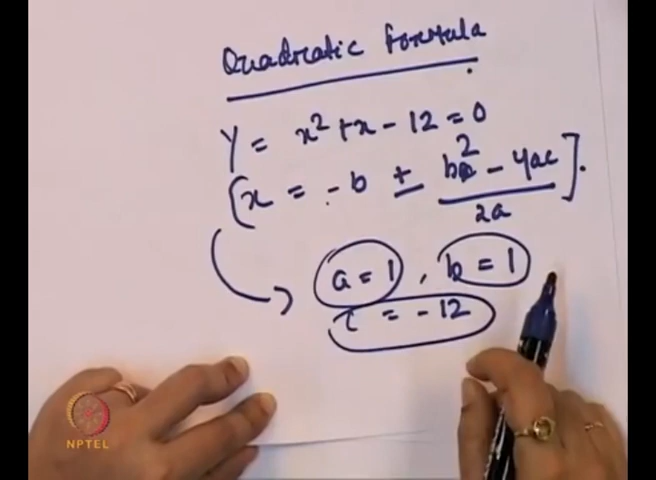 Quadratic formula
Y = x² + x - 12 = 0
(x = -b ± b² - 4ac / 2a].
a = 1, b = 1
c = -12
NPTEL